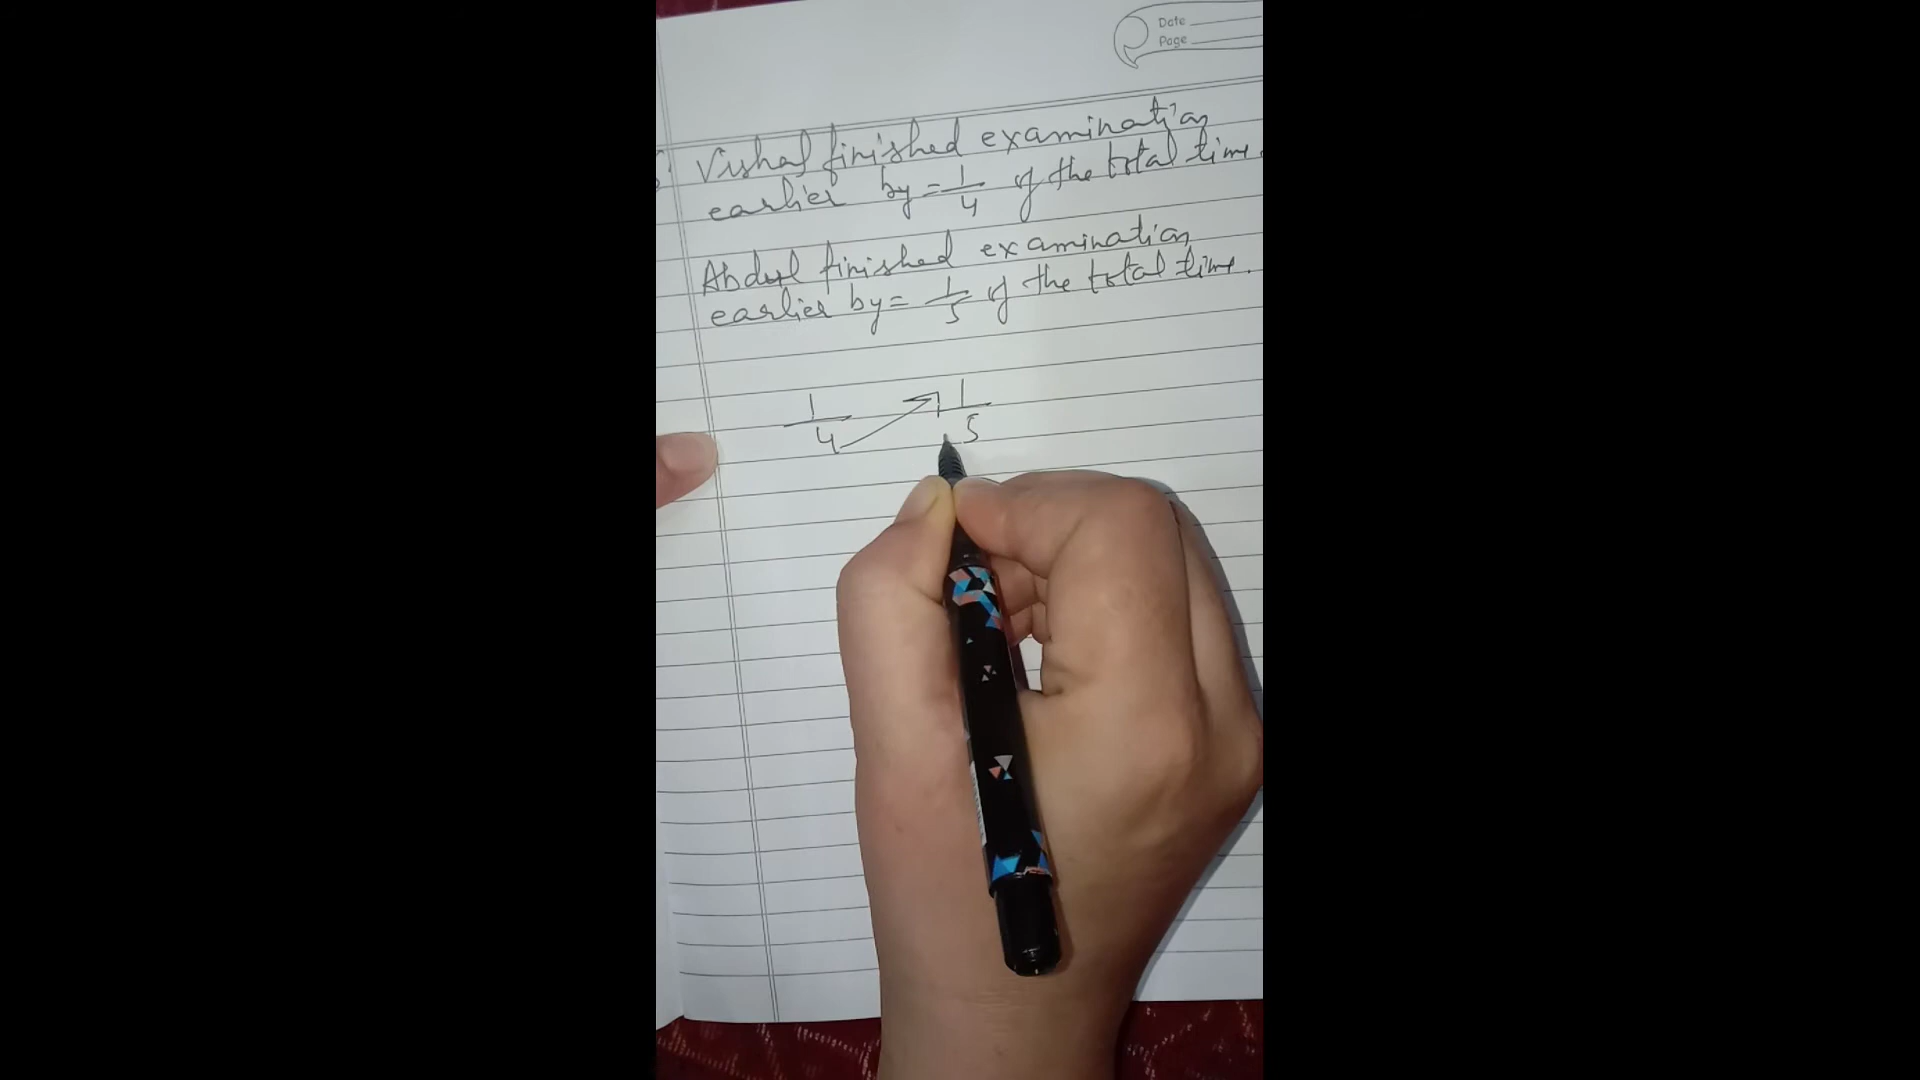 Date
Page
Vishal finished examination
earlier by = 1/4 of the total time.
Abdul finished examination
earlier by = 1/5 of the total time.
1/4 1/5